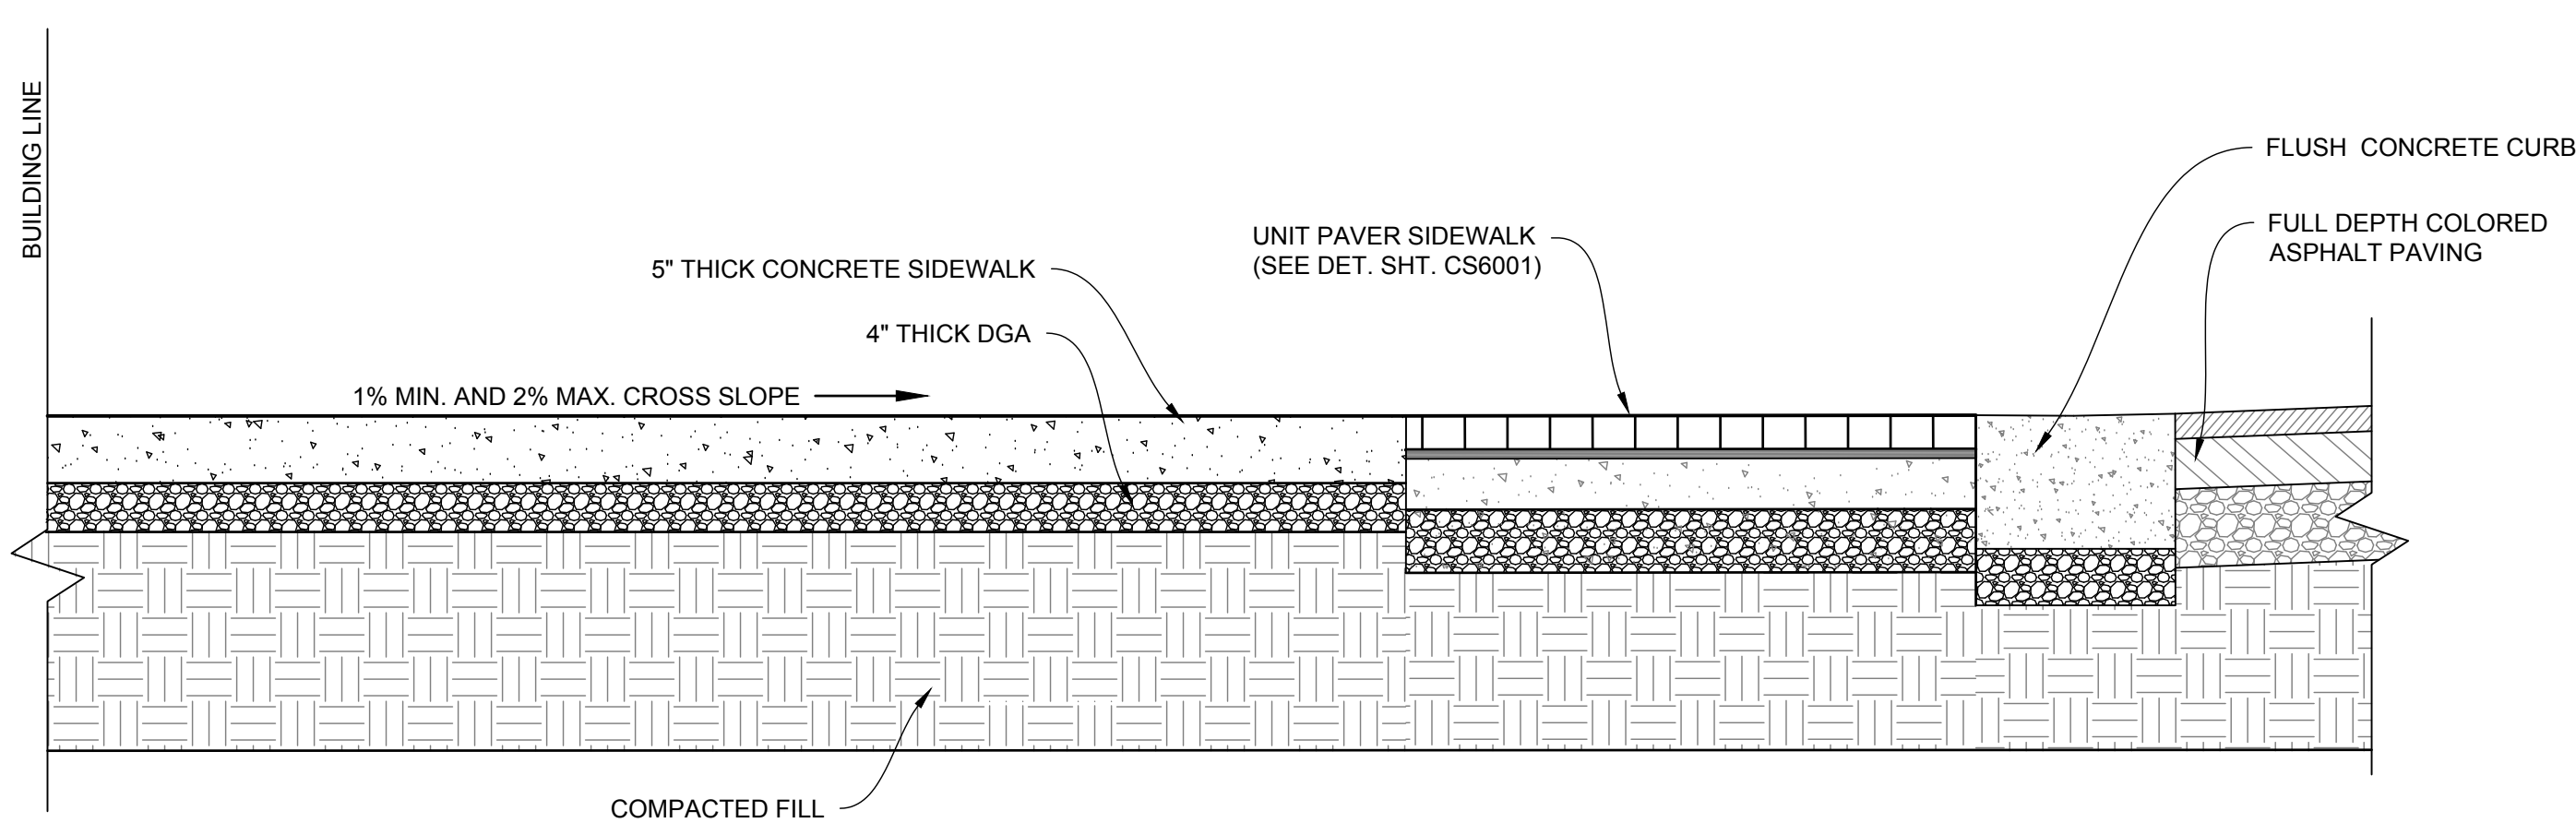 BUILDING LINE
FLUSH CONCRETE CURB
FULL DEPTH COLORED
ASPHALT PAVING
UNIT PAVER SIDEWALK
(SEE DET. SHT. CS6001)
5" THICK CONCRETE SIDEWALK
4" THICK DGA
1% MIN. AND 2% MAX. CROSS SLOPE
COMPACTED FILL